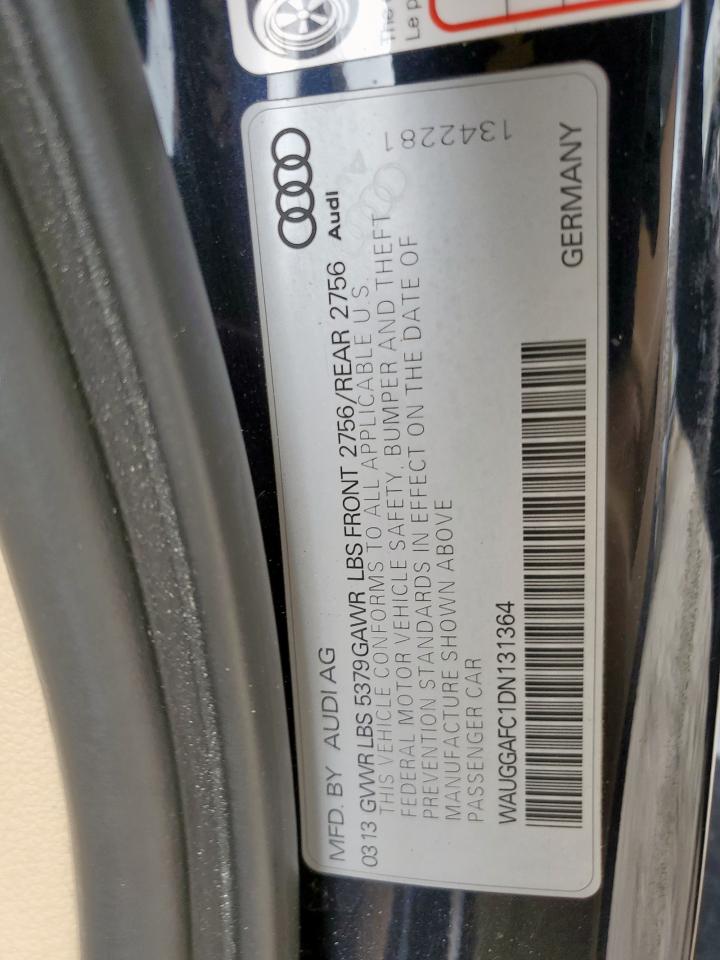 MFD. BY AUDI AG
Audi
03 13 GVWR LBS 5379 GAWR LBS FRONT 2756/REAR 2756
THIS VEHICLE CONFORMS TO ALL APPLICABLE U.S.
FEDERAL MOTOR VEHICLE SAFETY, BUMPER AND THEFT
PREVENTION STANDARDS IN EFFECT ON THE DATE OF
MANUFACTURE SHOWN ABOVE
PASSENGER CAR
WAUGGAFC1DN131364
GERMANY
1342281
Le p